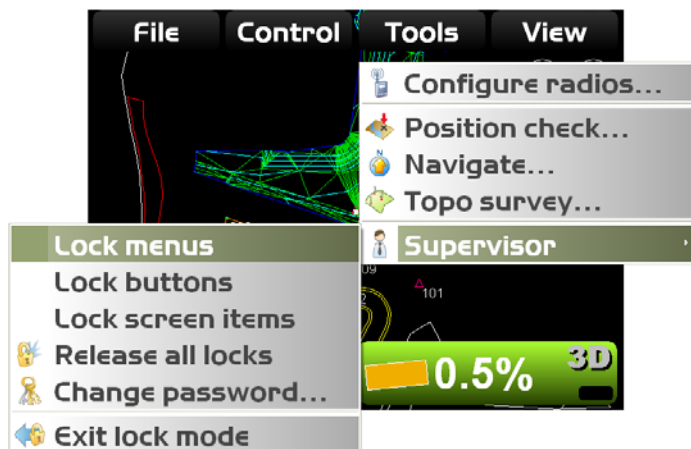 File Control Tools View
Configure radios...
Position check...
Navigate...
Topo survey...
Supervisor
Lock menus
Lock buttons
Lock screen items
Release all locks
Change password...
Exit lock mode
101
0.5% 3D